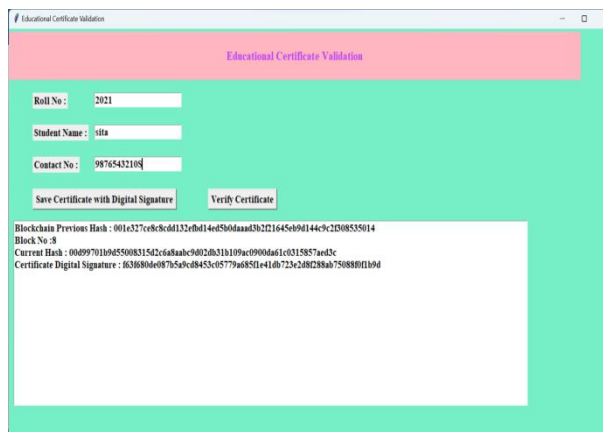 Educational Certificate Validation
Educational Certificate Validation
Roll No : 2021
Student Name : sita
Contact No : 9876543210S
Save Certificate with Digital Signature Verify Certificate
Blockchain Previous Hash : 001e327ce8c8cdd132efbd14ed5b0daaad3b2f21645eb9d144c9c2f308535014
Block No :8
Current Hash : 00d99701b9d55008315d2c6a8aabc9d02db31b109ac0900da61c0315857aed3c
Certificate Digital Signature : f63f680de087b5a9cd8453c05779a685f1e41db723e2d8f288ab75088f0f1b9d